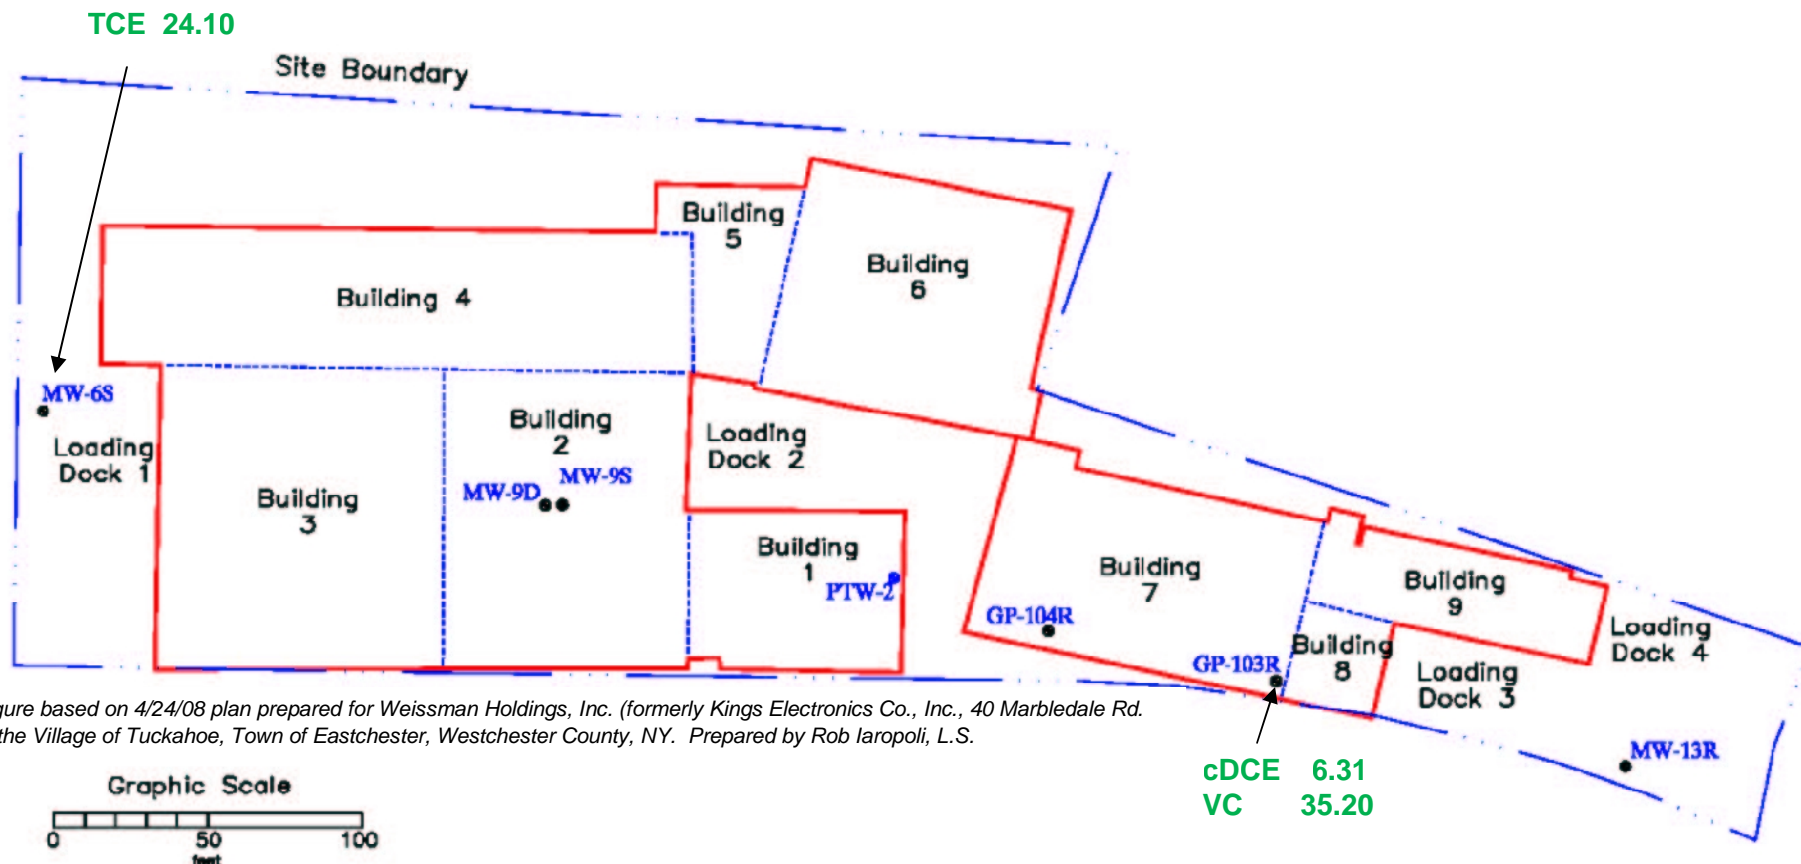 TCE 24.10
Site Boundary
Building
5
Building
6
Building 4
MW-6S
Loading
Dock 1
Building
2
Loading
Dock 2
MW-9D
MW-9S
Building
3
Building
1
PTW-2
Building
7
GP-104R
Building
9
Building
8
GP-103R
Loading
Dock 4
Loading
Dock 3
MW-13R
gure based on 4/24/08 plan prepared for Weissman Holdings, Inc. (formerly Kings Electronics Co., Inc., 40 Marbledale Rd.
the Village of Tuckahoe, Town of Eastchester, Westchester County, NY. Prepared by Rob Iaropoli, L.S.
cDCE 6.31
VC 35.20
Graphic Scale
0 50 100
feet